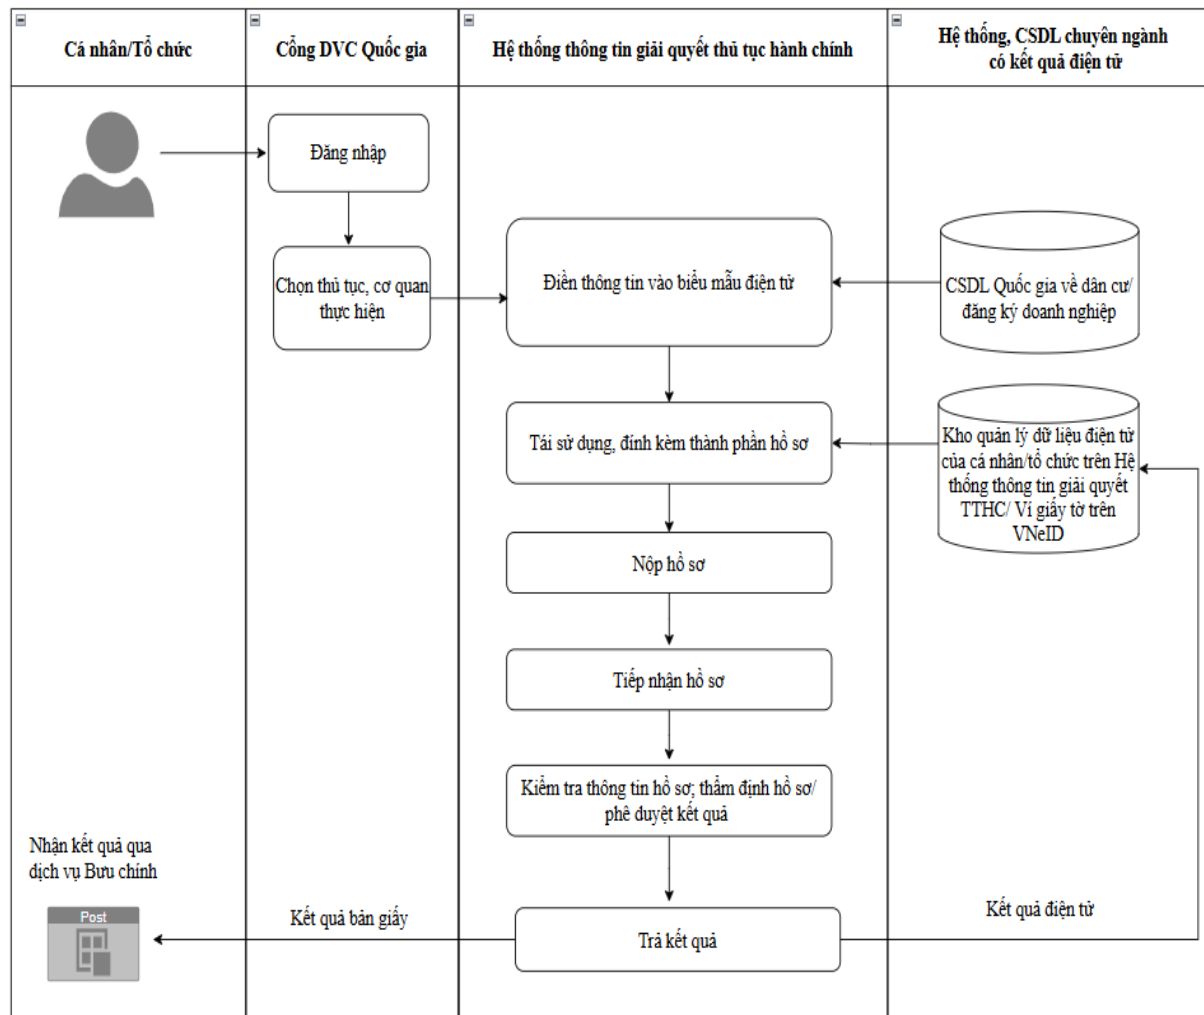 Cá nhân/Tổ chức
Cổng DVC Quốc gia
Hệ thống thông tin giải quyết thủ tục hành chính
Hệ thống, CSDL chuyên ngành
có kết quả điện tử
Đăng nhập
Chọn thủ tục, cơ quan
thực hiện
Điền thông tin vào biểu mẫu điện tử
CSDL Quốc gia về dân cư/
đăng ký doanh nghiệp
Tái sử dụng, đính kèm thành phần hồ sơ
Kho quản lý dữ liệu điện tử
của cá nhân/tổ chức trên Hệ
thống thông tin giải quyết
TTHC/ Ví giấy tờ trên
VNeID
Nộp hồ sơ
Tiếp nhận hồ sơ
Kiểm tra thông tin hồ sơ; thẩm định hồ sơ/
phê duyệt kết quả
Nhận kết quả qua
dịch vụ Bưu chính
Post
Kết quả bản giấy
Trả kết quả
Kết quả điện tử